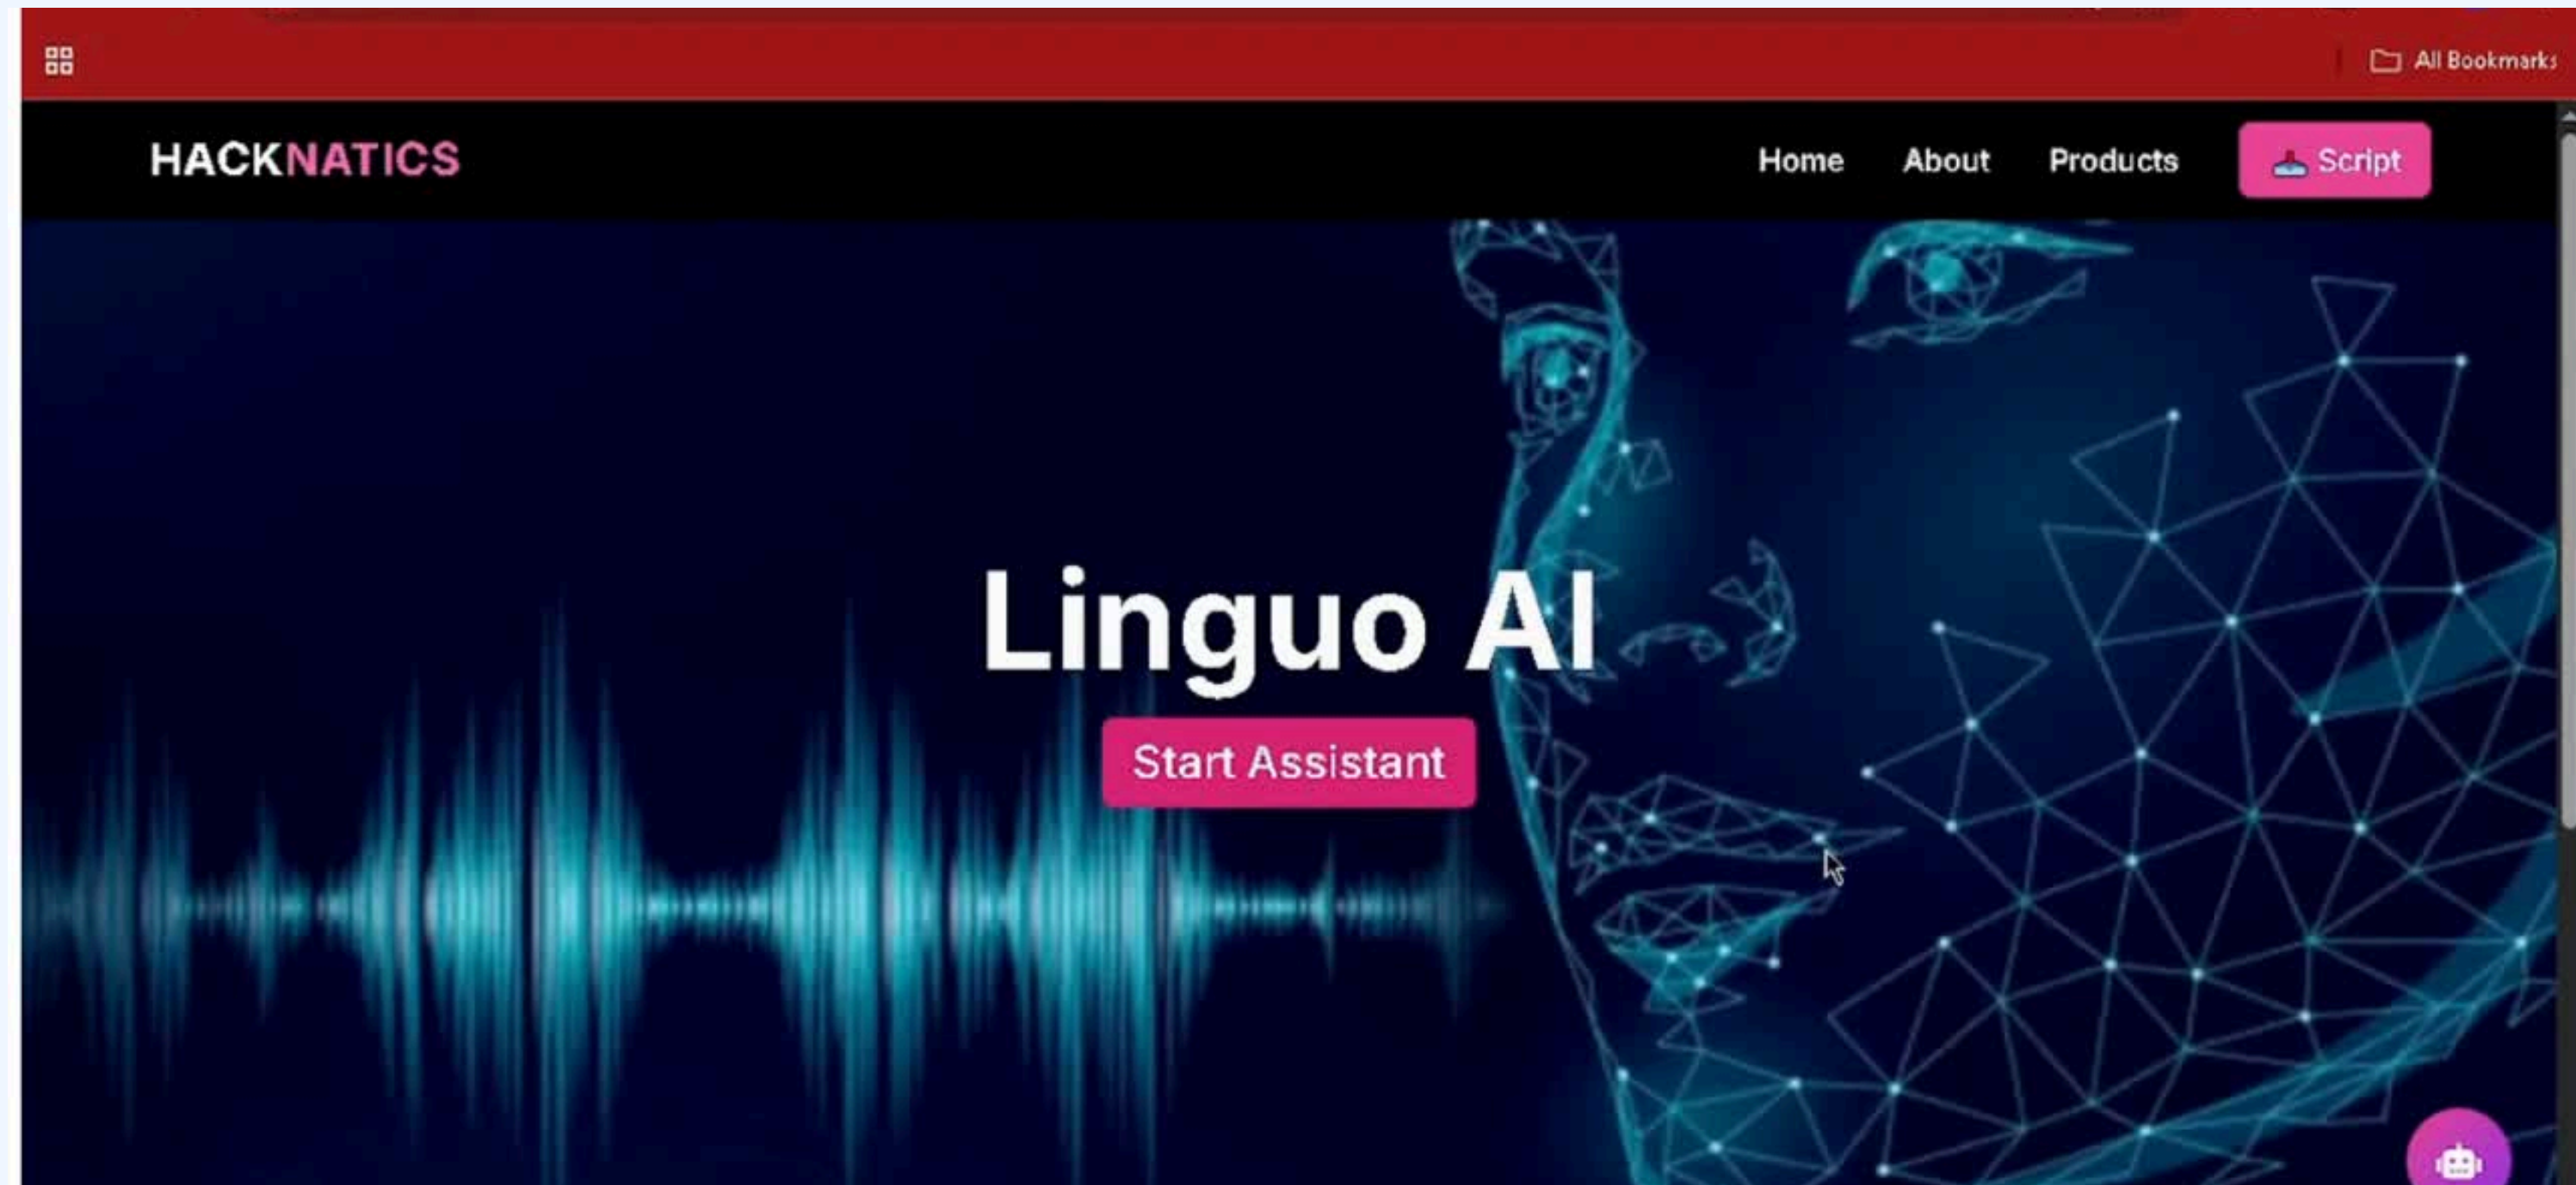 All Bookmarks
HACKNATICS
Home About Products Script
Linguo AI
Start Assistant